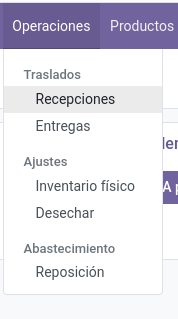 Operaciones Productos
Traslados
Recepciones
Entregas
Ajustes
Inventario físico
Desechar
Abastecimiento
Reposición